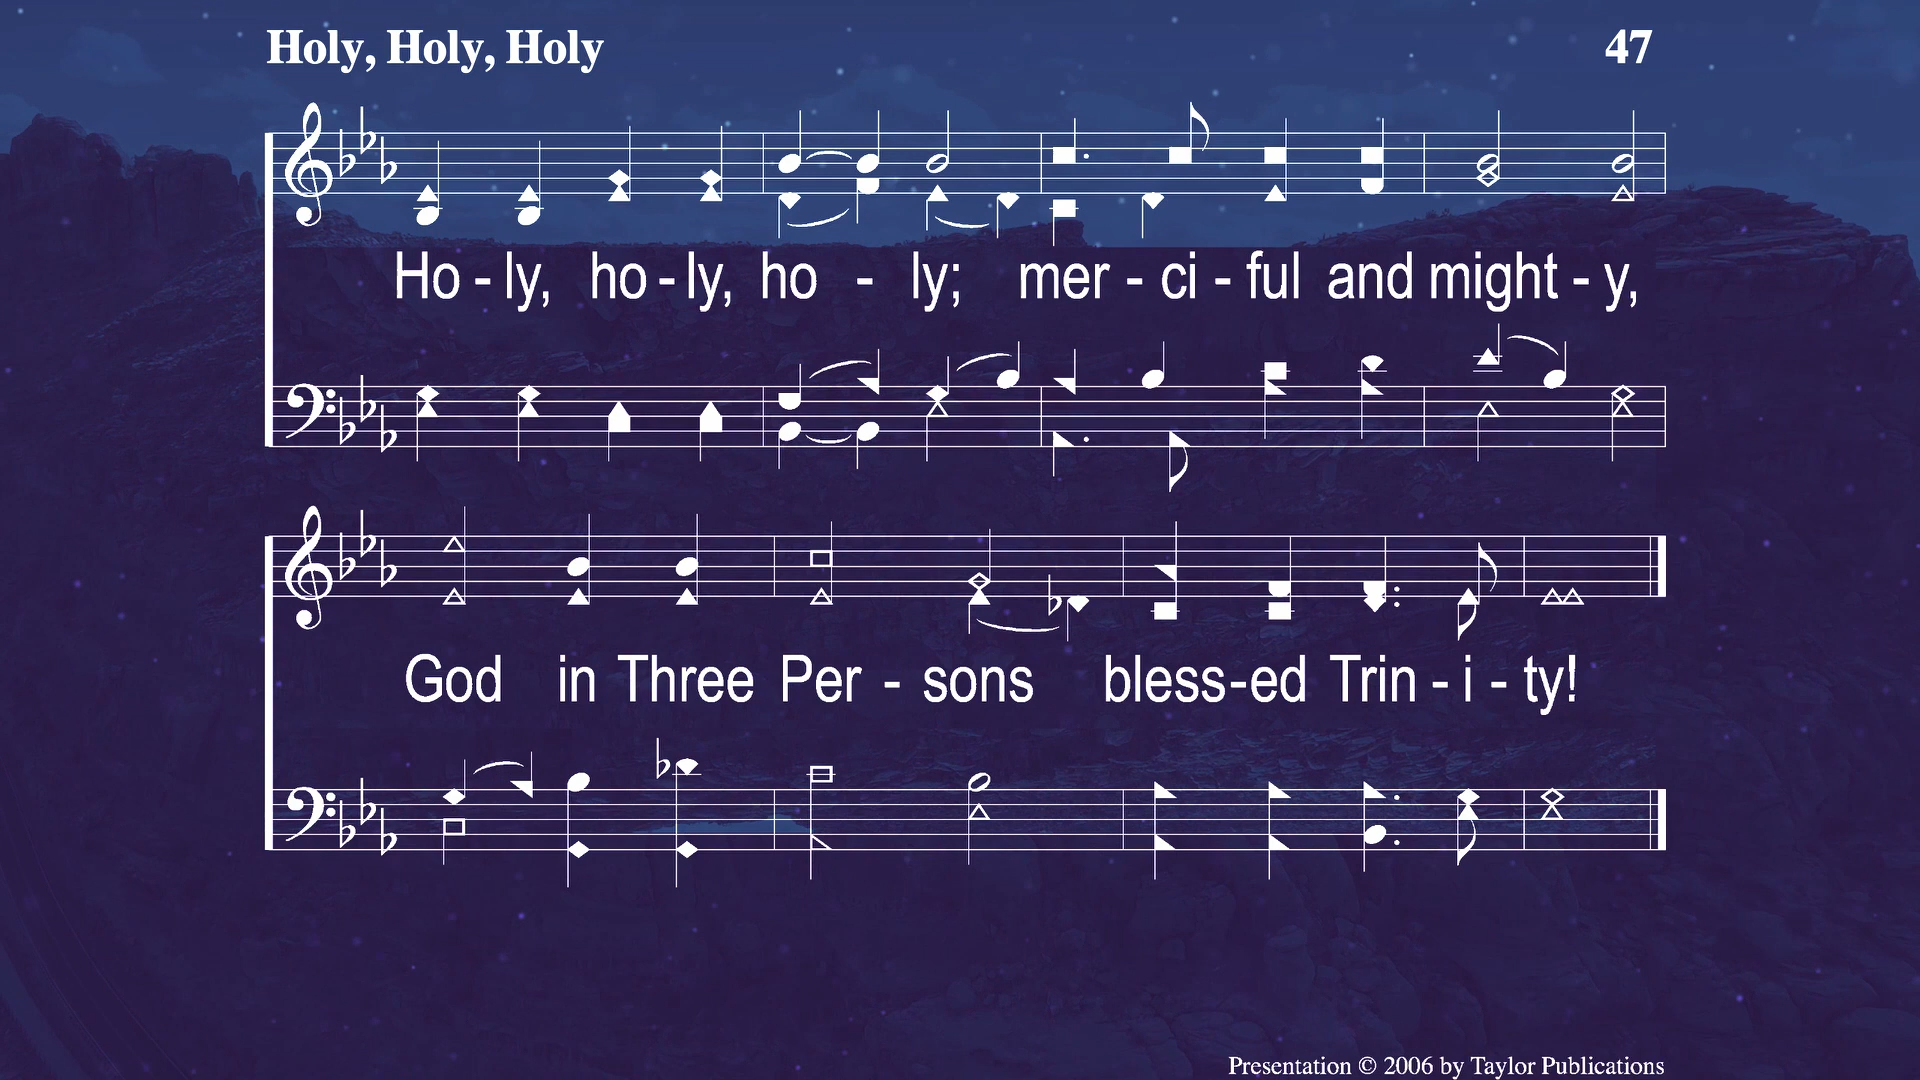 Holy, Holy, Holy 47
Ho - ly, ho - ly, ho - ly; mer - ci - ful and might - y,
God in Three Per - sons bless-ed Trin - i - ty!
Presentation © 2006 by Taylor Publications